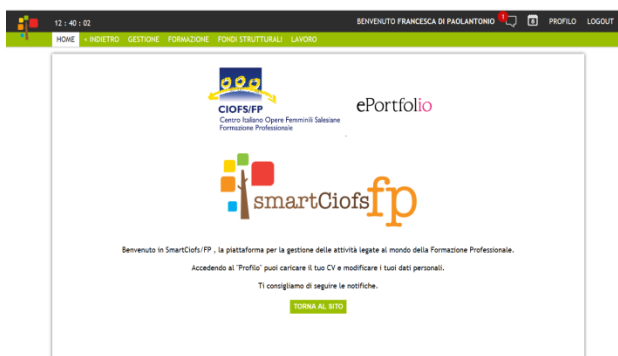 12 : 40 : 02
BENVENUTO FRANCESCA DI PAOLANTONIO 1 8 PROFILO LOGOUT
HOME « INDIETRO GESTIONE FORMAZIONE FONDI STRUTTURALI LAVORO
CIOFS/FP
Centro Italiano Opere Femminili Salesiane
Formazione Professionale
ePortfolio
smartCiofs fp
Benvenuto in SmartCiofs/FP , la piattaforma per la gestione delle attività legate al mondo della Formazione Professionale.
Accedendo al "Profilo" puoi caricare il tuo CV e modificare i tuoi dati personali.
Ti consigliamo di seguire le notifiche.
TORNA AL SITO